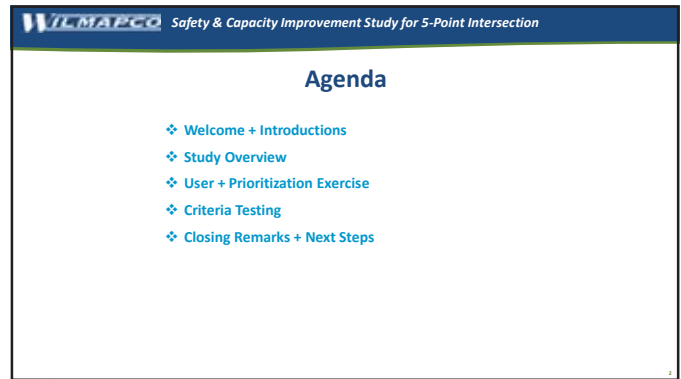 WILMAPCO Safety & Capacity Improvement Study for 5-Point Intersection
Agenda
❖ Welcome + Introductions
❖ Study Overview
❖ User + Prioritization Exercise
❖ Criteria Testing
❖ Closing Remarks + Next Steps
2